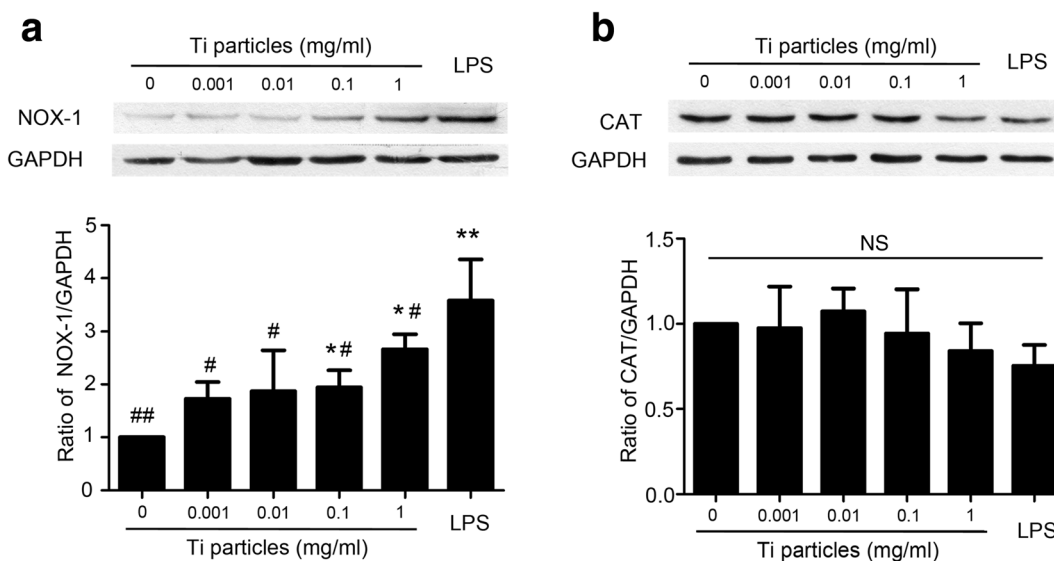 a
Ti particles (mg/ml)
LPS
0 0.001 0.01 0.1 1
NOX-1
GAPDH
Ratio of NOX-1/GAPDH
5
4
3
2
1
0
##
#
#
*#
*#
**
0 0.001 0.01 0.1 1
LPS
Ti particles (mg/ml)
b
Ti particles (mg/ml)
LPS
0 0.001 0.01 0.1 1
CAT
GAPDH
Ratio of CAT/GAPDH
1.5
1.0
0.5
0.0
NS
0 0.001 0.01 0.1 1
LPS
Ti particles (mg/ml)